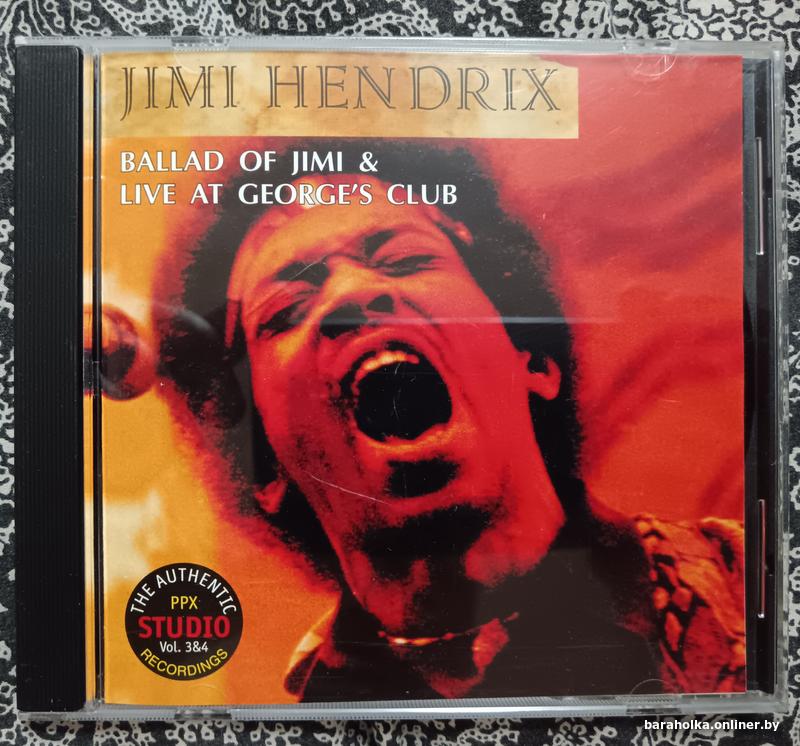 JIMI HENDRIX
BALLAD OF JIMI &
LIVE AT GEORGE'S CLUB
THE AUTHENTIC
PPX
STUDIO
Vol. 3&4
RECORDINGS
baraholka.onliner.by